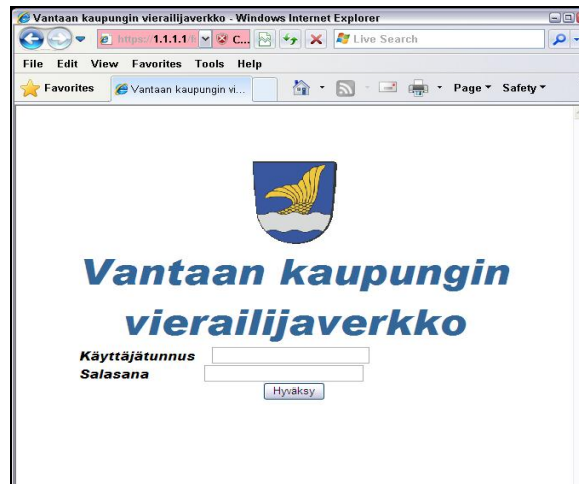 Vantaan kaupungin vierailijaverkko - Windows Internet Explorer
https://1.1.1.1 C... Live Search
File Edit View Favorites Tools Help
Favorites Vantaan kaupungin vi... Page Safety
Vantaan kaupungin
vierailijaverkko
Käyttäjätunnus
Salasana
Hyväksy